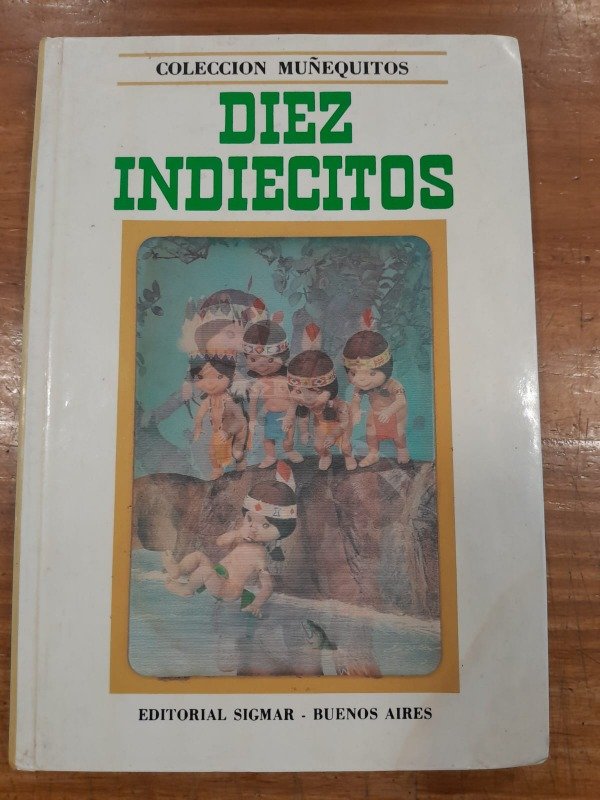 COLECCION MUÑEQUITOS
DIEZ
INDIECITOS
EDITORIAL SIGMAR - BUENOS AIRES